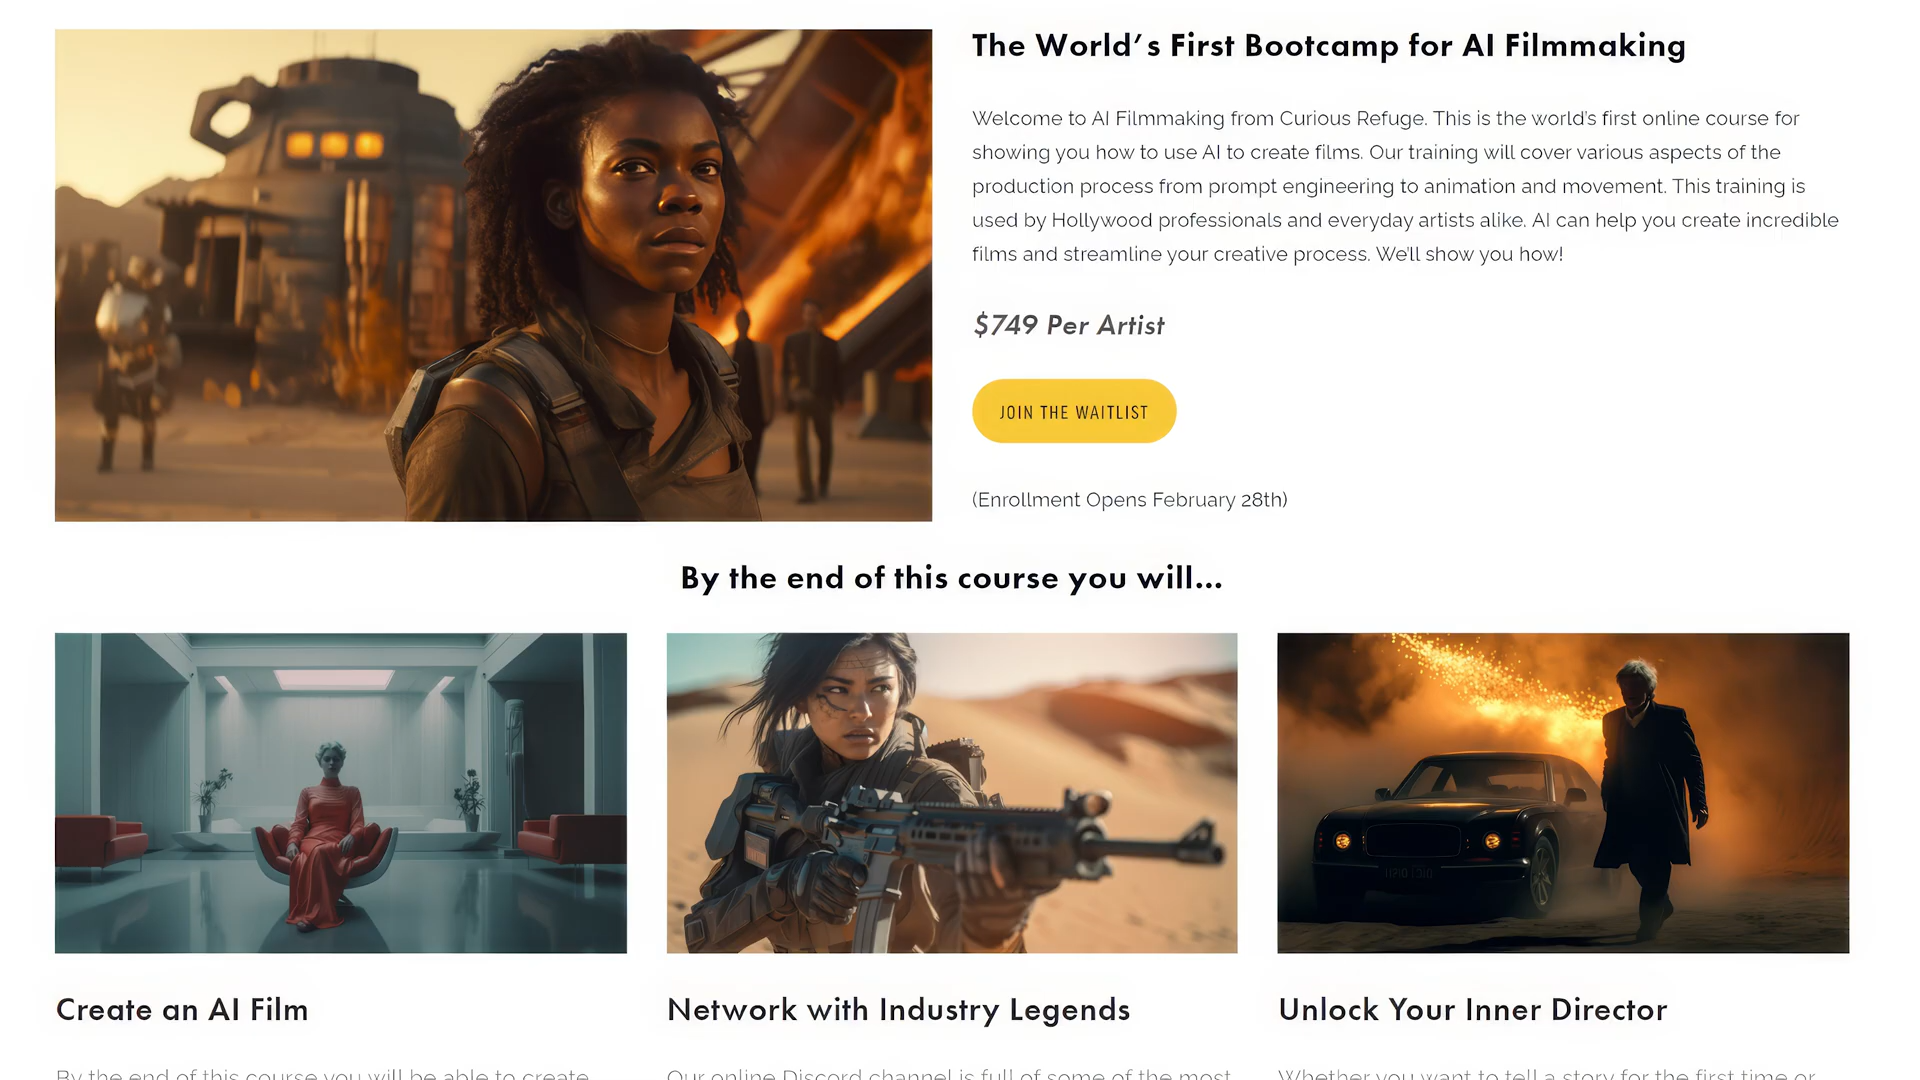 The World's First Bootcamp for AI Filmmaking
Welcome to AI Filmmaking from Curious Refuge. This is the world's first online course for
showing you how to use AI to create films. Our training will cover various aspects of the
production process from prompt engineering to animation and movement. This training is
used by Hollywood professionals and everyday artists alike. AI can help you create incredible
films and streamline your creative process. We'll show you how!
$749 Per Artist
JOIN THE WAITLIST
(Enrollment Opens February 28th)
By the end of this course you will...
Create an AI Film
Network with Industry Legends
Unlock Your Inner Director
By the end of this course you will be able to create
Our online Discord channel is full of some of the most
Whether you want to tell a story for the first time or